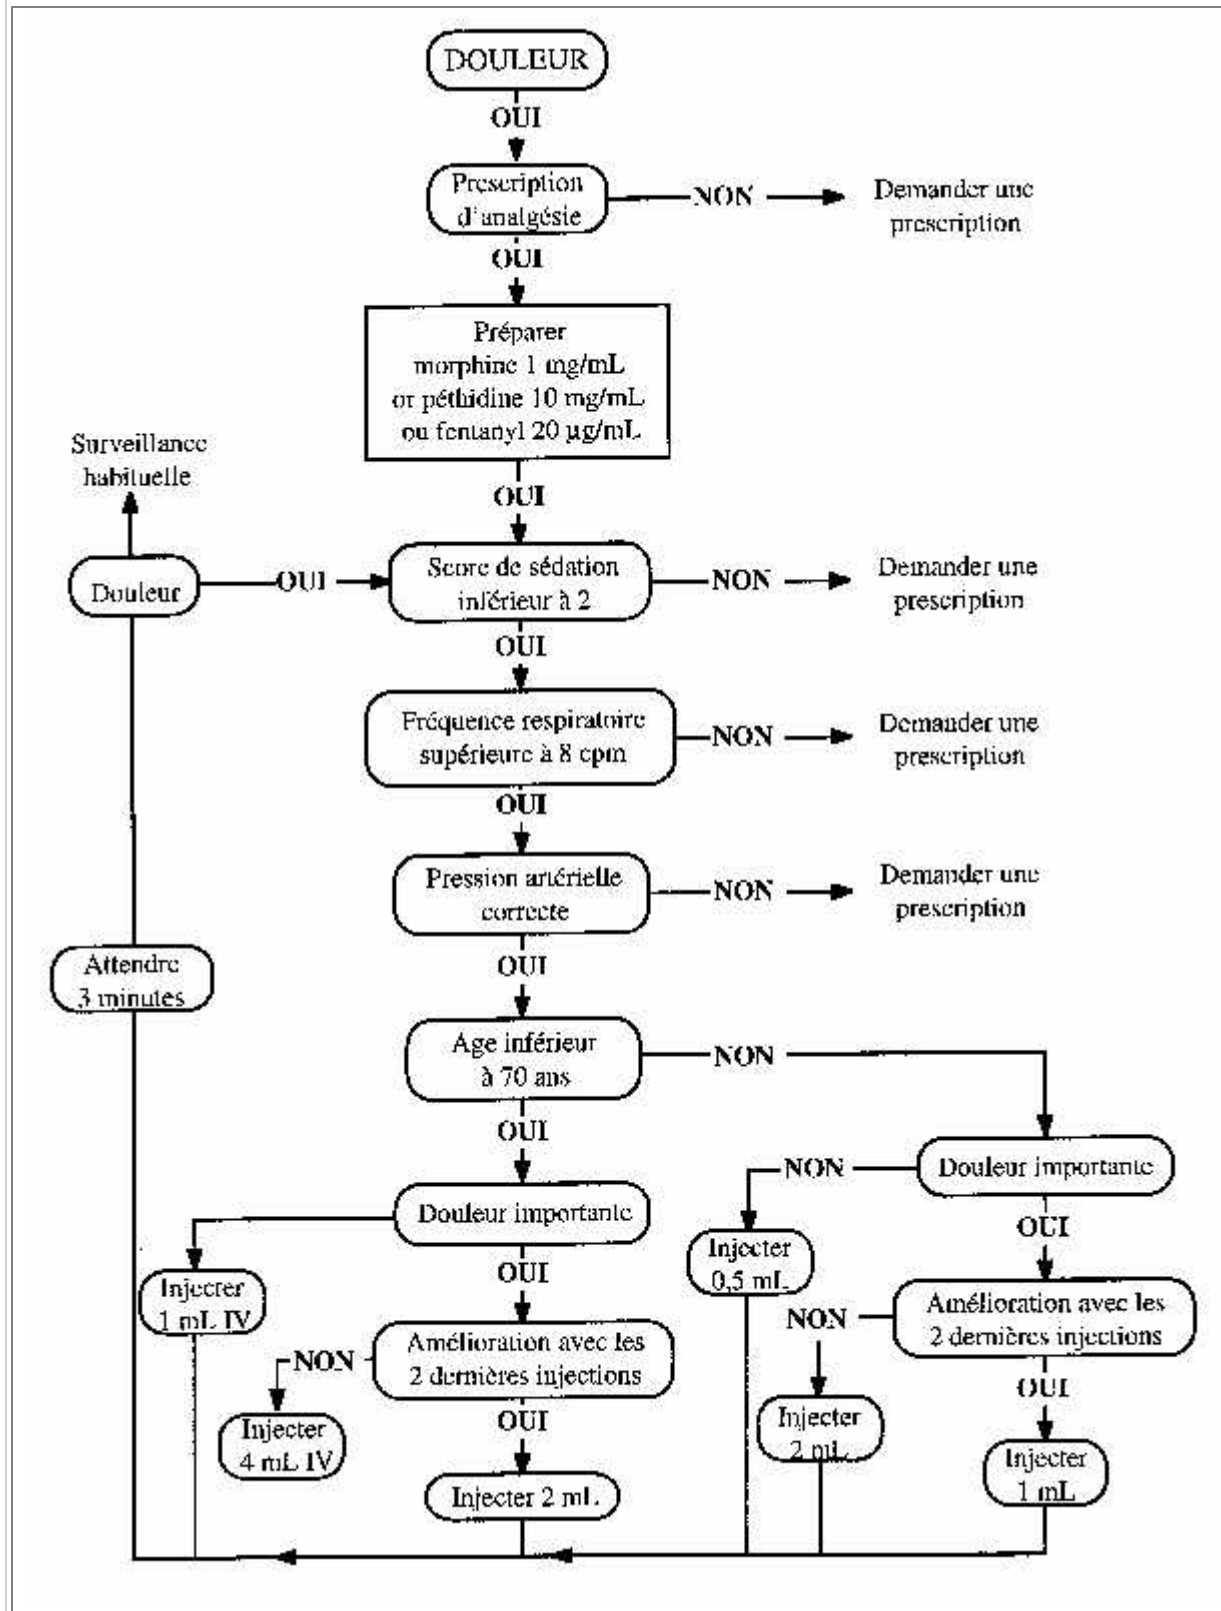 DOULEUR
OUI
Prescription
d'analgésie
NON
Demander une
prescription
OUI
Préparer
morphine 1 mg/mL
or péthidine 10 mg/mL
ou fentanyl 20 µg/mL
Surveillance
habituelle
OUI
Douleur
OUI
Score de sédation
inférieur à 2
NON
Demander une
prescription
OUI
Fréquence respiratoire
supérieure à 8 cpm
NON
Demander une
prescription
OUI
Pression artérielle
correcte
NON
Demander une
prescription
Attendre
3 minutes
OUI
Age inférieur
à 70 ans
NON
OUI
Douleur importante
NON
Douleur importante
OUI
Injecter
0,5 mL
Injecter
1 mL IV
OUI
Amélioration avec les
2 dernières injections
NON
Amélioration avec les
2 dernières injections
NON
OUI
Injecter
2 mL
Injecter
4 mL IV
OUI
Injecter
1 mL
Injecter 2 mL